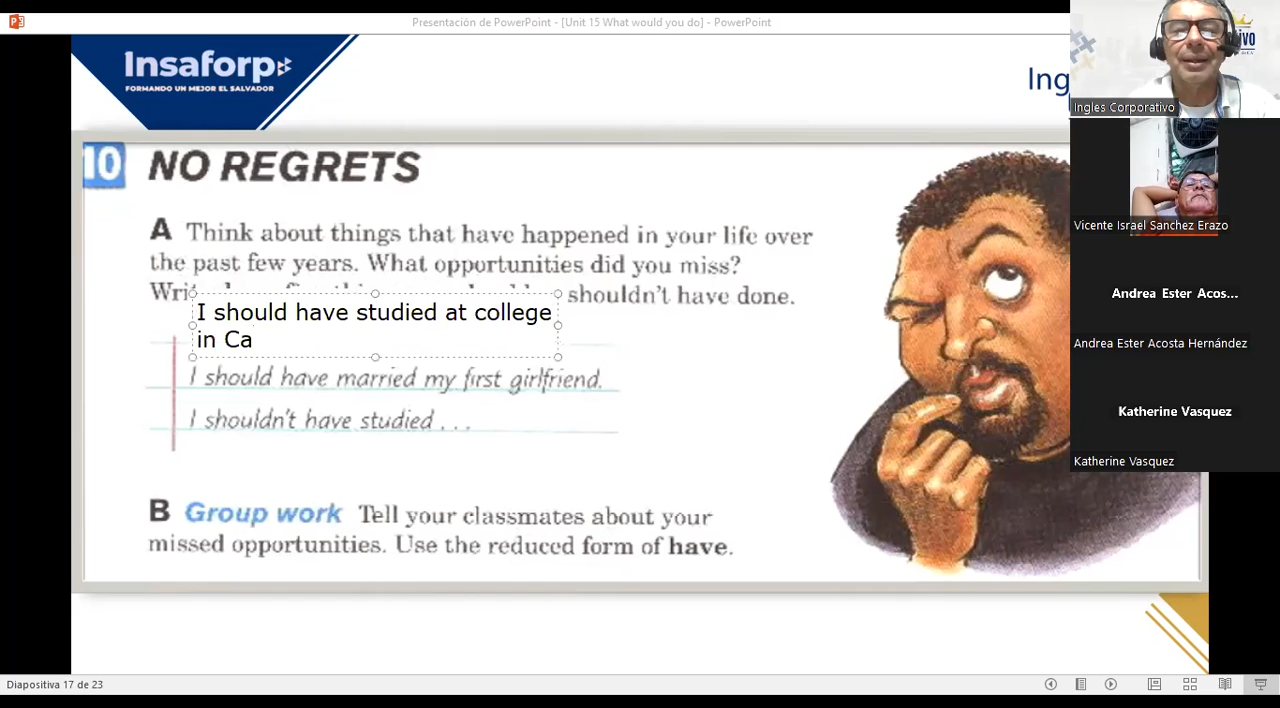 Presentación de PowerPoint - [Unit 15 What would you do] - PowerPoint
Insaforp
FORMANDO UN MEJOR EL SALVADOR
Ing
Ingles Corporativo
10 NO REGRETS
A Think about things that have happened in your life over
the past few years. What opportunities did you miss?
shouldn't have done.
I should have studied at college
in Ca
I should have married my first girlfriend.
I shouldn't have studied . . .
B Group work Tell your classmates about your
missed opportunities. Use the reduced form of have.
Vicente Israel Sanchez Erazo
Andrea Ester Acos...
Andrea Ester Acosta Hernández
Katherine Vasquez
Katherine Vasquez
Diapositiva 17 de 23